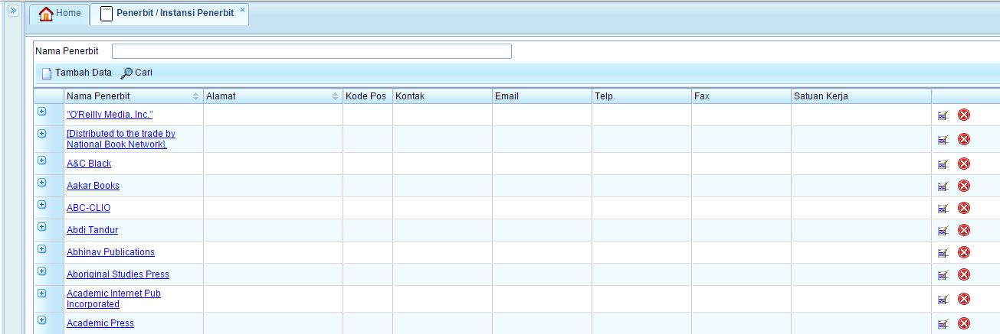 Home
Penerbit / Instansi Penerbit
Nama Penerbit
Tambah Data Cari
Nama Penerbit Alamat Kode Pos Kontak Email Telp. Fax Satuan Kerja
"O'Reilly Media, Inc."
[Distributed to the trade by
National Book Network],
A&C Black
Aakar Books
ABC-CLIO
Abdi Tandur
Abhinav Publications
Aboriginal Studies Press
Academic Internet Pub
Incorporated
Academic Press